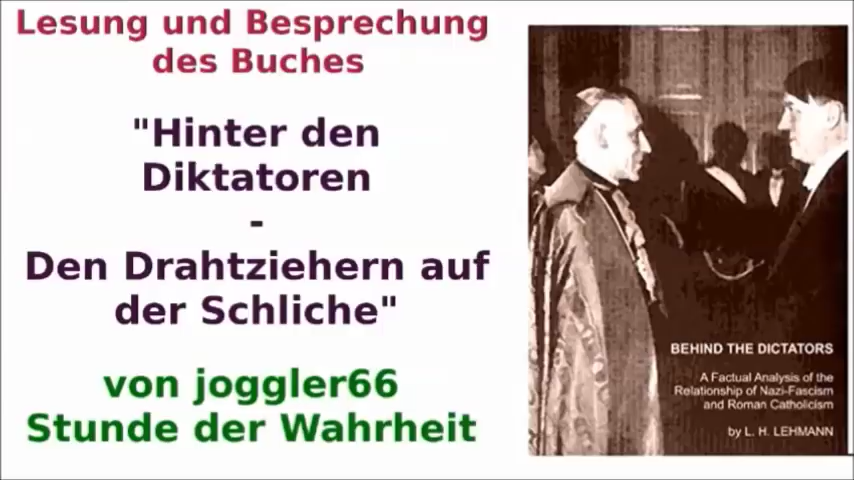 Lesung und Besprechung
des Buches
"Hinter den
Diktatoren
-
Den Drahtziehern auf
der Schliche"
von joggler66
Stunde der Wahrheit
BEHIND THE DICTATORS
A Factual Analysis of the
Relationship of Nazi-Fascism
and Roman Catholicism
by L. H. LEHMANN